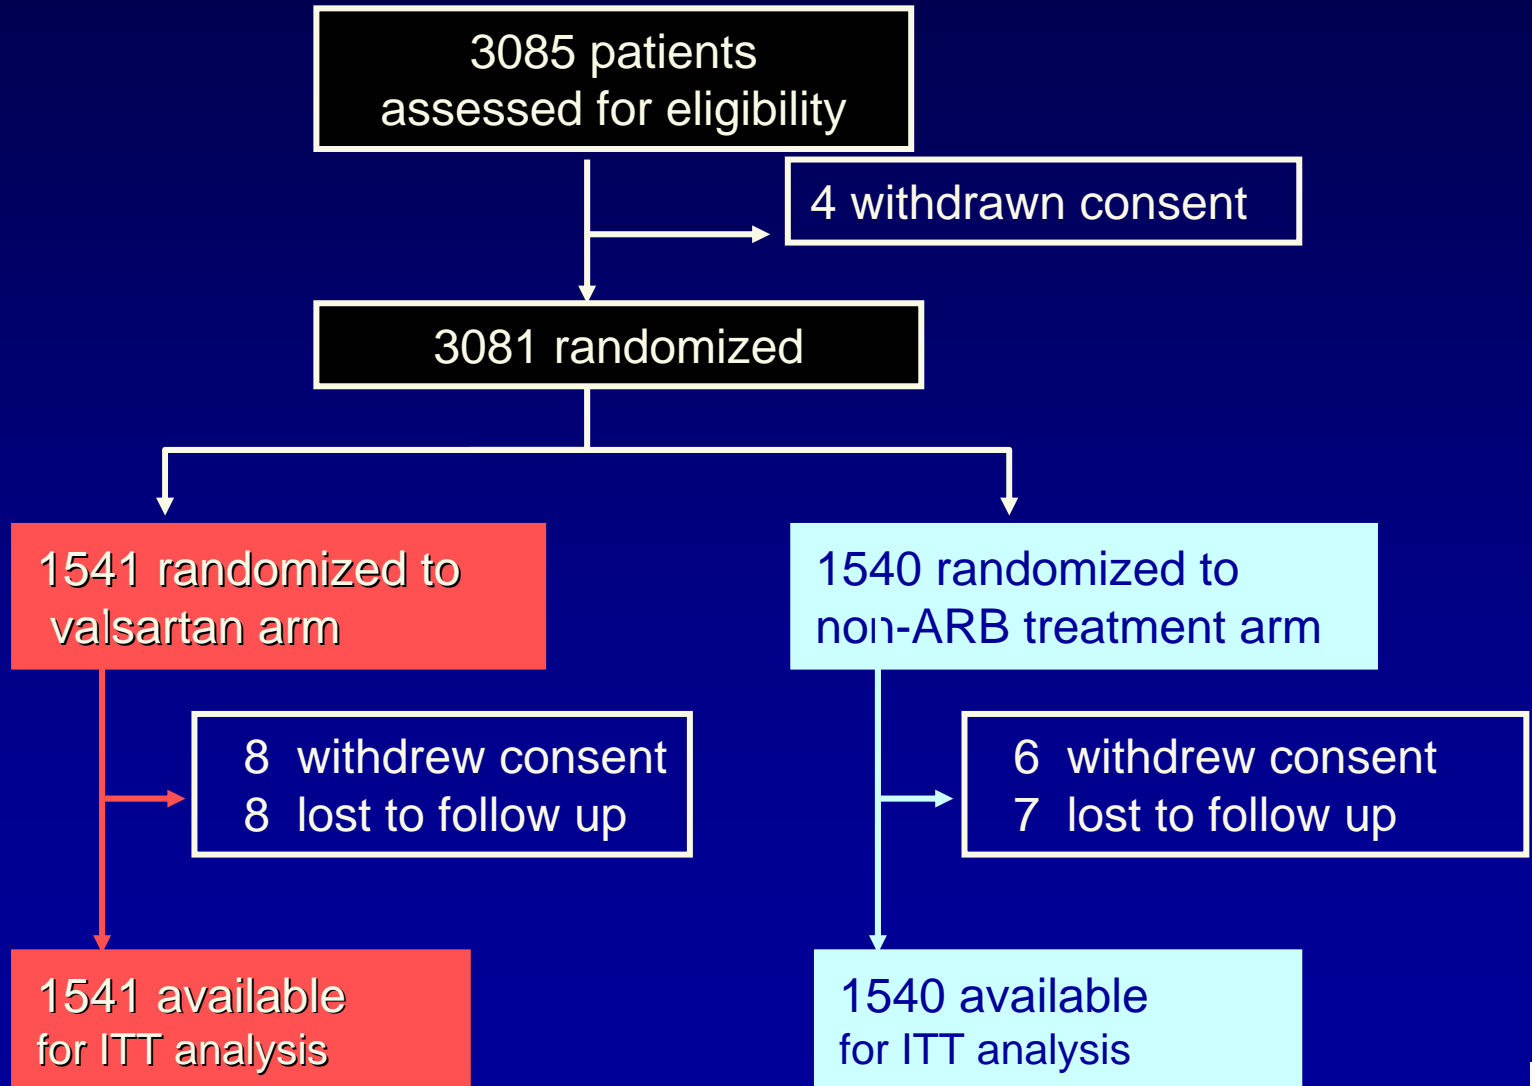 3085 patients
assessed for eligibility
4 withdrawn consent
3081 randomized
1541 randomized to
valsartan arm
1540 randomized to
non-ARB treatment arm
8 withdrew consent
8 lost to follow up
6 withdrew consent
7 lost to follow up
1541 available
for ITT analysis
1540 available
for ITT analysis